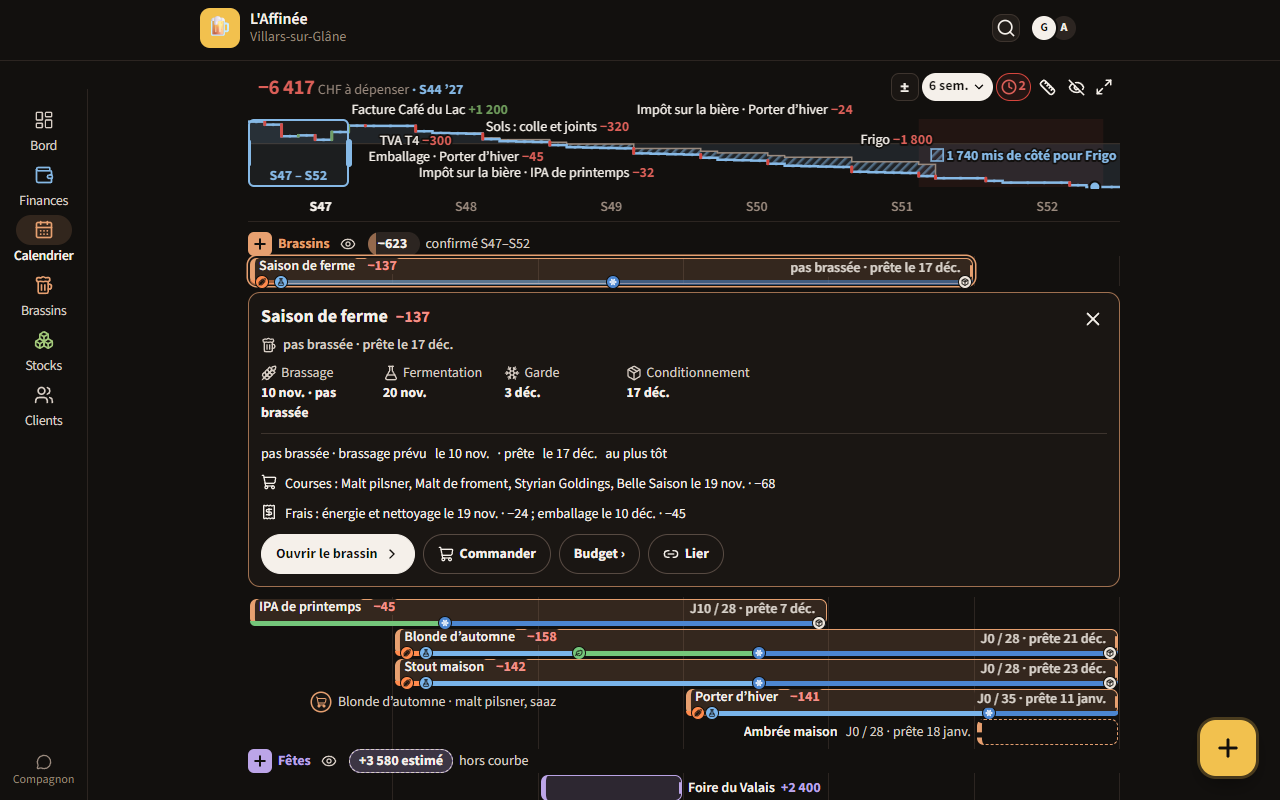 L'Affinée
Villars-sur-Glâne
G A
−6 417 CHF à dépenser · S44 ’27
± 6 sem. 2
Facture Café du Lac +1 200
Impôt sur la bière · Porter d’hiver −24
Sols : colle et joints −320
TVA T4 −300
Frigo −1 800
Emballage · Porter d’hiver −45
1 740 mis de côté pour Frigo
Impôt sur la bière · IPA de printemps −32
S47 – S52
S47 S48 S49 S50 S51 S52
Bord
Finances
Calendrier
Brassins
Stocks
Clients
Compagnon
Brassins −623 confirmé S47–S52
Saison de ferme −137 pas brassée · prête le 17 déc.
Saison de ferme −137
pas brassée · prête le 17 déc.
Brassage Fermentation Garde Conditionnement
10 nov. · pas brassée 20 nov. 3 déc. 17 déc.
pas brassée · brassage prévu le 10 nov. · prête le 17 déc. au plus tôt
Courses : Malt pilsner, Malt de froment, Styrian Goldings, Belle Saison le 19 nov. · −68
Frais : énergie et nettoyage le 19 nov. · −24 ; emballage le 10 déc. · −45
Ouvrir le brassin Commander Budget › Lier
IPA de printemps −45 J10 / 28 · prête 7 déc.
Blonde d’automne −158 J0 / 28 · prête 21 déc.
Stout maison −142 J0 / 28 · prête 23 déc.
Blonde d’automne · malt pilsner, saaz
Porter d’hiver −141 J0 / 35 · prête 11 janv.
Ambrée maison J0 / 28 · prête 18 janv.
Fêtes +3 580 estimé hors courbe
Foire du Valais +2 400